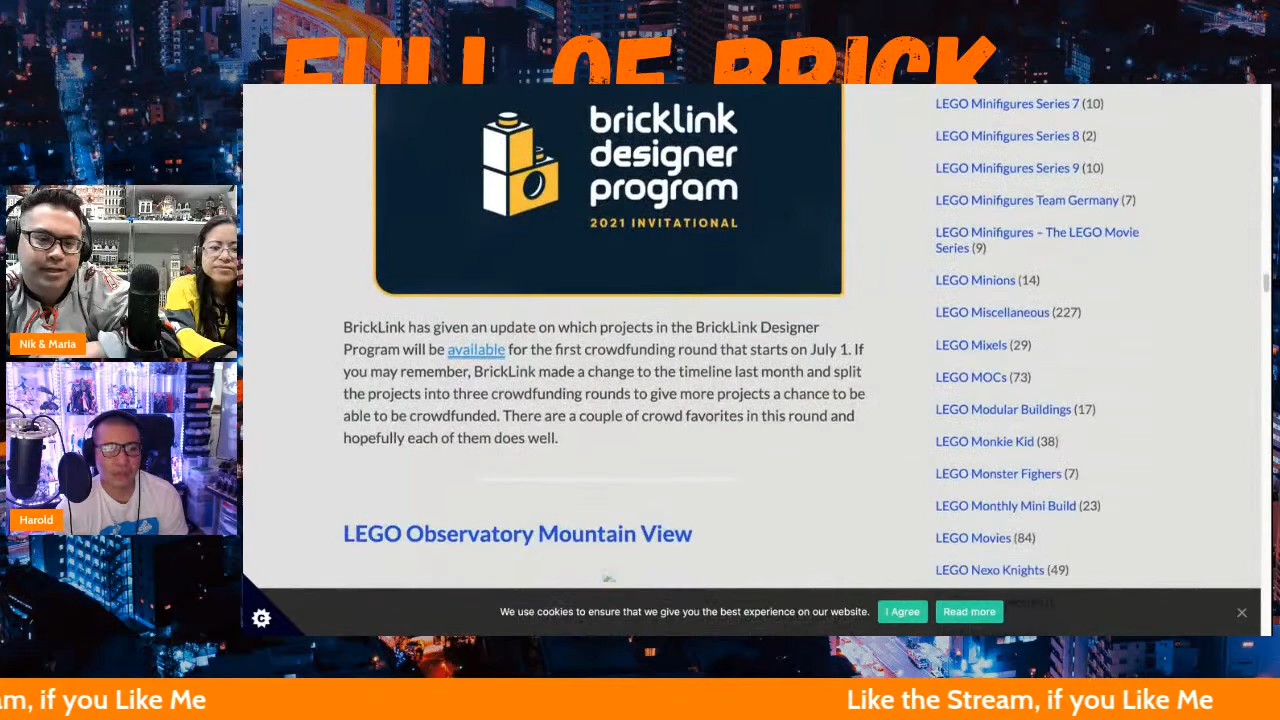 FULL OF BRICK
bricklink
designer
program
2021 INVITATIONAL
BrickLink has given an update on which projects in the BrickLink Designer
Program will be available for the first crowdfunding round that starts on July 1. If
you may remember, BrickLink made a change to the timeline last month and split
the projects into three crowdfunding rounds to give more projects a chance to be
able to be crowdfunded. There are a couple of crowd favorites in this round and
hopefully each of them does well.
LEGO Observatory Mountain View
LEGO Minifigures Series 7 (10)
LEGO Minifigures Series 8 (2)
LEGO Minifigures Series 9 (10)
LEGO Minifigures Team Germany (7)
LEGO Minifigures – The LEGO Movie
Series (9)
LEGO Minions (14)
LEGO Miscellaneous (227)
LEGO Mixels (29)
LEGO MOCs (73)
LEGO Modular Buildings (17)
LEGO Monkie Kid (38)
LEGO Monster Fighers (7)
LEGO Monthly Mini Build (23)
LEGO Movies (84)
LEGO Nexo Knights (49)
Nik & Maria
Harold
We use cookies to ensure that we give you the best experience on our website.
I Agree
Read more
am, if you Like Me
Like the Stream, if you Like Me